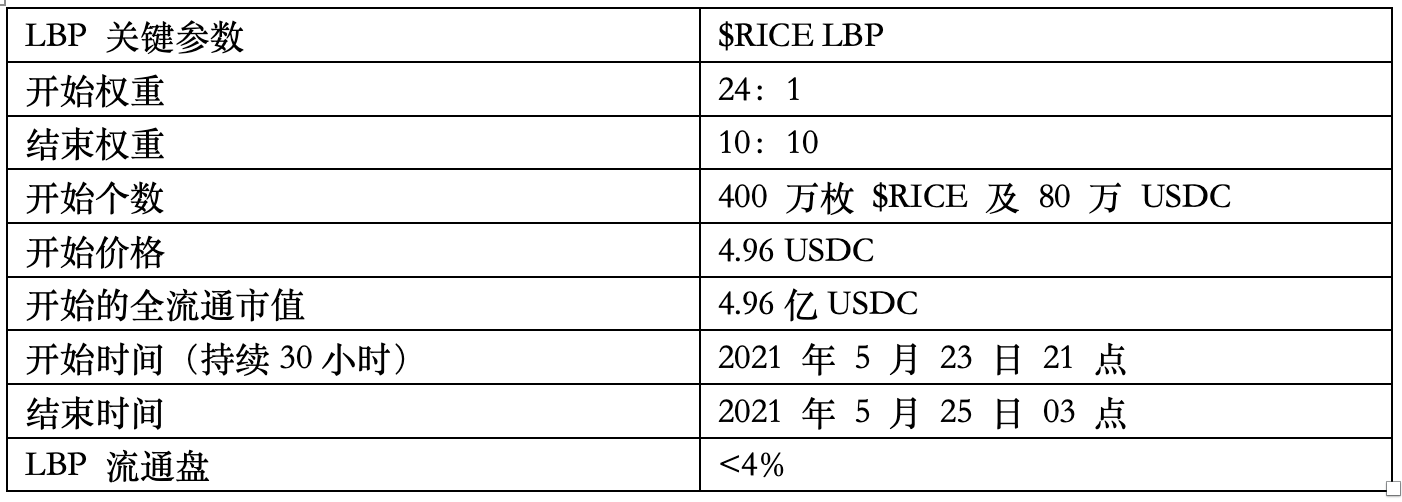 LBP 关键参数 $RICE LBP
开始权重 24：1
结束权重 10：10
开始个数 400 万枚 $RICE 及 80 万 USDC
开始价格 4.96 USDC
开始的全流通市值 4.96 亿 USDC
开始时间（持续 30 小时） 2021 年 5 月 23 日 21 点
结束时间 2021 年 5 月 25 日 03 点
LBP 流通盘 <4%